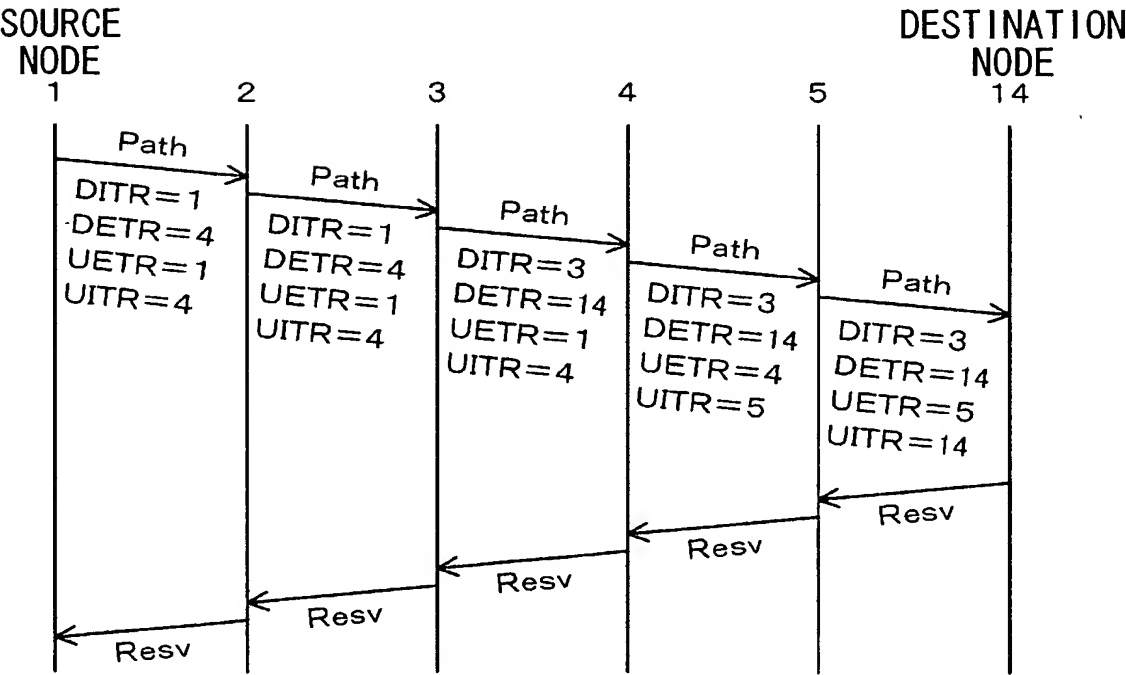 SOURCE
NODE
DESTINATION
NODE
1
2
3
4
5
14
Path
DITR=1
DETR=4
UETR=1
UITR=4
Path
DITR=1
DETR=4
UETR=1
UITR=4
Path
DITR=3
DETR=14
UETR=1
UITR=4
Path
DITR=3
DETR=14
UETR=4
UITR=5
Path
DITR=3
DETR=14
UETR=5
UITR=14
Resv
Resv
Resv
Resv
Resv